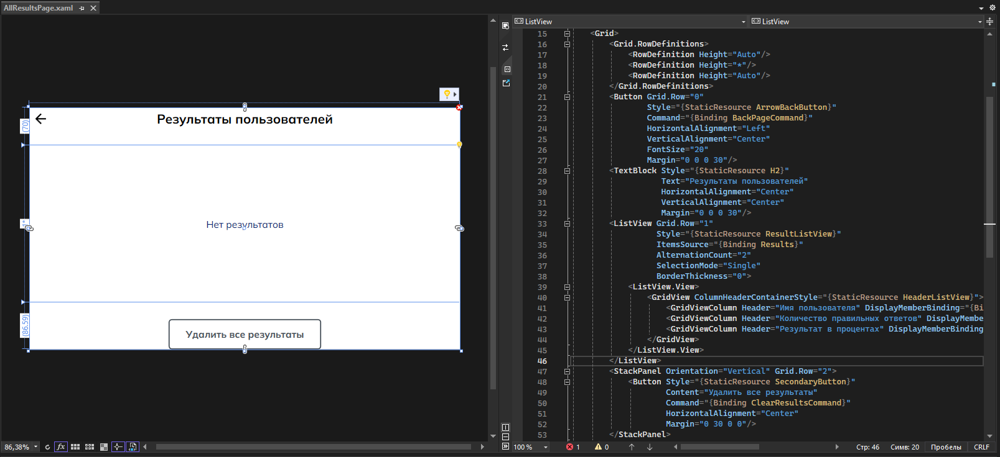 AllResultsPage.xaml
ListView
ListView
Результаты пользователей
(70)
1*
Нет результатов
(86.59)
Удалить все результаты
15 <Grid>
16 <Grid.RowDefinitions>
17 <RowDefinition Height="Auto"/>
18 <RowDefinition Height="*"/>
19 <RowDefinition Height="Auto"/>
20 </Grid.RowDefinitions>
21 <Button Grid.Row="0"
22 Style="{StaticResource ArrowBackButton}"
23 Command="{Binding BackPageCommand}"
24 HorizontalAlignment="Left"
25 VerticalAlignment="Center"
26 FontSize="20"
27 Margin="0 0 0 30"/>
28 <TextBlock Style="{StaticResource H2}"
29 Text="Результаты пользователей"
30 HorizontalAlignment="Center"
31 VerticalAlignment="Center"
32 Margin="0 0 0 30"/>
33 <ListView Grid.Row="1"
34 Style="{StaticResource ResultListView}"
35 ItemsSource="{Binding Results}"
36 AlternationCount="2"
37 SelectionMode="Single"
38 BorderThickness="0">
39 <ListView.View>
40 <GridView ColumnHeaderContainerStyle="{StaticResource HeaderListView}">
41 <GridViewColumn Header="Имя пользователя" DisplayMemberBinding="{Bi
42 <GridViewColumn Header="Количество правильных ответов" DisplayMembe
43 <GridViewColumn Header="Результат в процентах" DisplayMemberBinding
44 </GridView>
45 </ListView.View>
46 </ListView>
47 <StackPanel Orientation="Vertical" Grid.Row="2">
48 <Button Style="{StaticResource SecondaryButton}"
49 Content="Удалить все результаты"
50 Command="{Binding ClearResultsCommand}"
51 HorizontalAlignment="Center"
52 Margin="0 30 0 0"/>
53 </StackPanel>
86,38% fx
100 % 1 0 Стр: 46 Симв: 20 Пробелы CRLF